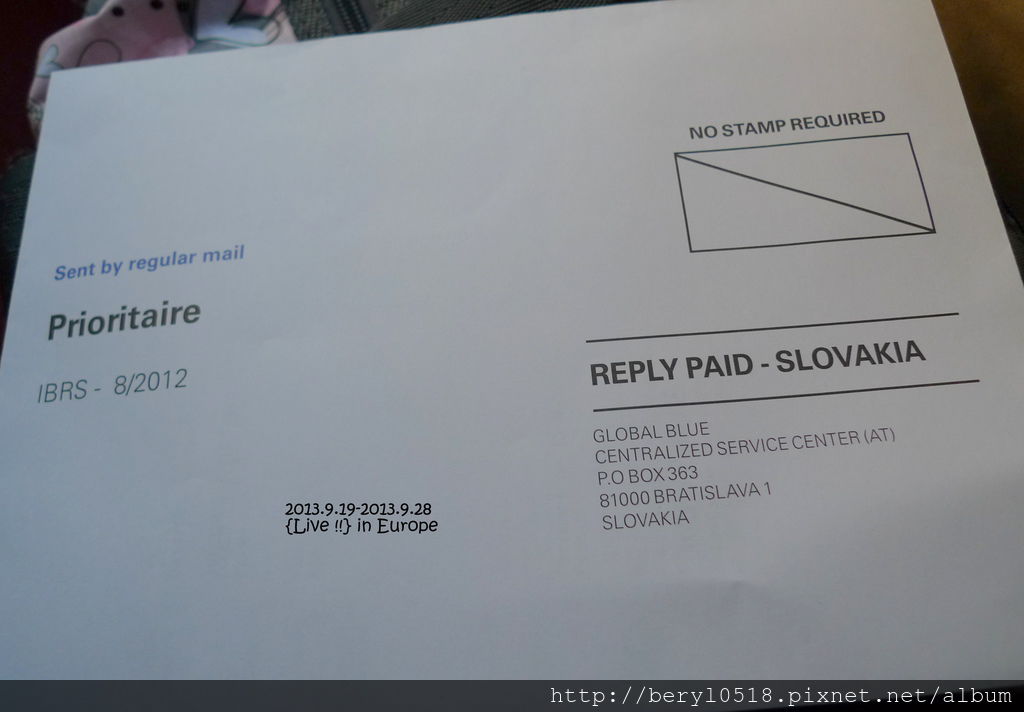 NO STAMP REQUIRED
Sent by regular mail
Prioritaire
IBRS - 8/2012
REPLY PAID - SLOVAKIA
GLOBAL BLUE
CENTRALIZED SERVICE CENTER (AT)
P.O BOX 363
81000 BRATISLAVA 1
SLOVAKIA
2013.9.19-2013.9.28
{Live !!} in Europe
http://beryl0518.pixnet.net/album